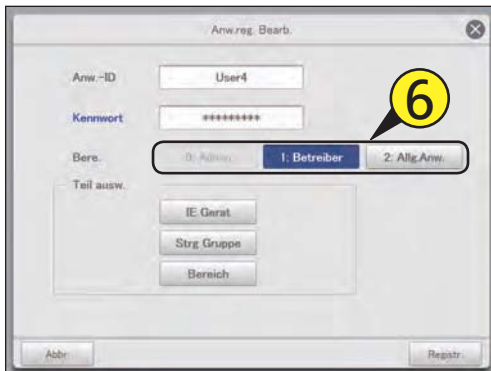 Anw.reg. Bearb.
Anw.-ID User4
Kennwort *********
6
Bere. 0: Admin. 1: Betreiber 2: Allg.Anw.
Teil ausw.
IE Gerat
Strg Gruppe
Bereich
Abbr Registr.